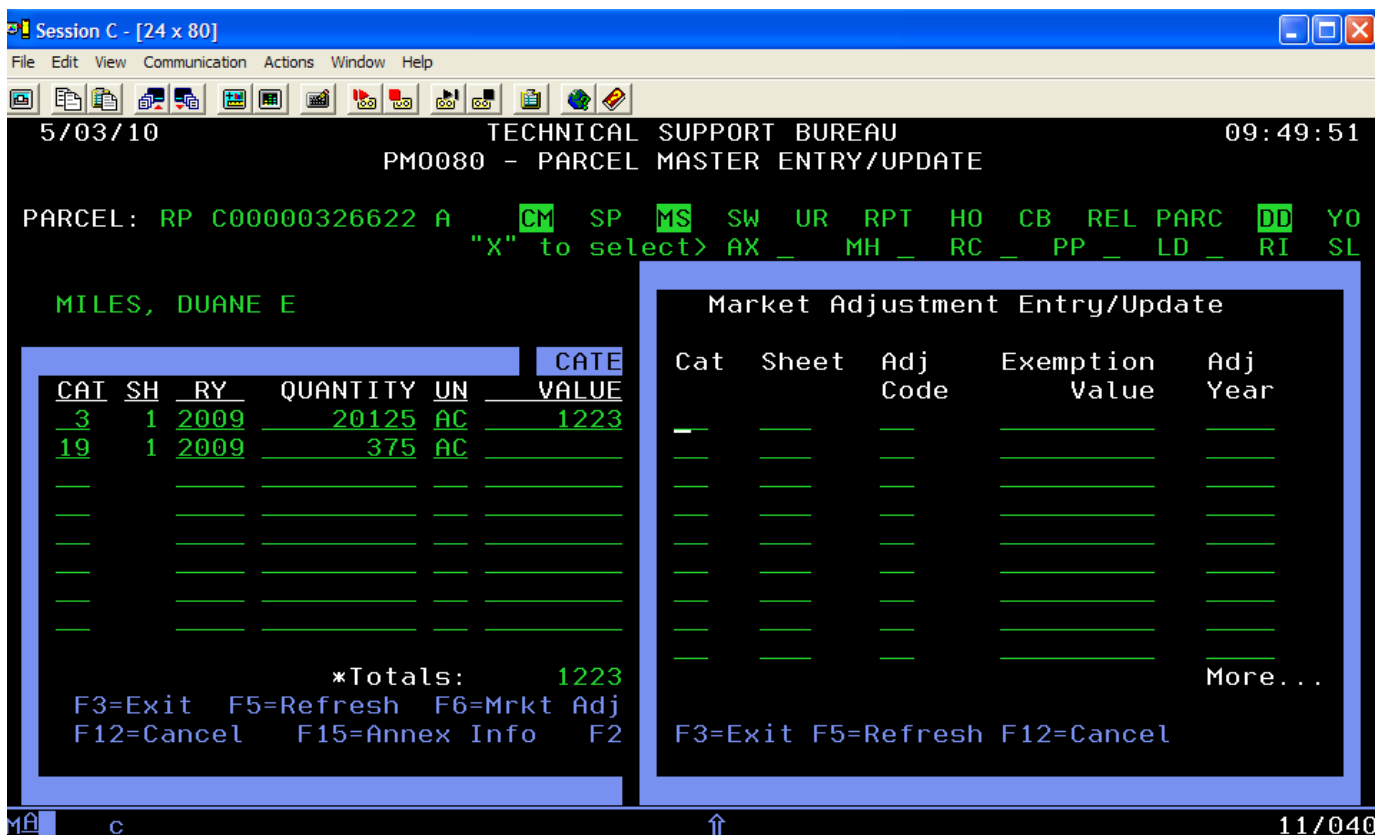 Session C - [24 x 80]
File Edit View Communication Actions Window Help
5/03/10 TECHNICAL SUPPORT BUREAU 09:49:51
PMO080 - PARCEL MASTER ENTRY/UPDATE
PARCEL: RP C00000326622 A CM SP MS SW UR RPT HO CB REL PARC DD YO
"X" to select> AX _ MH _ RC _ PP _ LD _ RI SL
MILES, DUANE E
CATE
CAT SH RY QUANTITY UN VALUE
3 1 2009 20125 AC 1223
19 1 2009 375 AC
*Totals: 1223
F3=Exit F5=Refresh F6=Mrkt Adj
F12=Cancel F15=Annex Info F2
Market Adjustment Entry/Update
Cat Sheet Adj Exemption Adj
Code Value Year
More...
F3=Exit F5=Refresh F12=Cancel
MA c 11/040